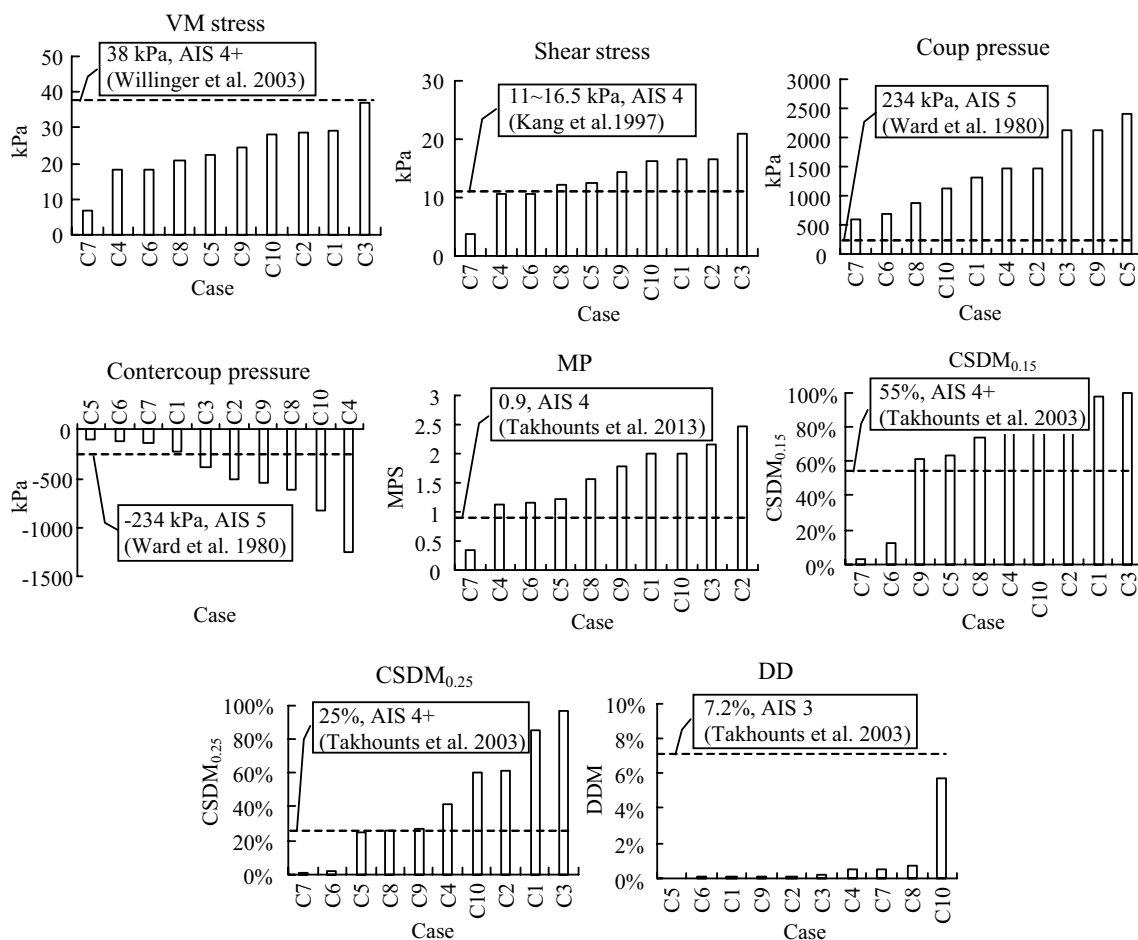 VM stress
38 kPa, AIS 4+
(Willinger et al. 2003)
50
40
30
20
10
0
kPa
C7 C4 C6 C8 C5 C9 C10 C2 C1 C3
Case
Shear stress
11~16.5 kPa, AIS 4
(Kang et al.1997)
30
20
10
0
kPa
C7 C4 C6 C8 C5 C9 C10 C1 C2 C3
Case
Coup pressue
234 kPa, AIS 5
(Ward et al. 1980)
3000
2500
2000
1500
1000
500
0
kPa
C7 C6 C8 C10 C1 C4 C2 C3 C9 C5
Case
Contercoup pressure
C5 C6 C7 C1 C3 C2 C9 C8 C10 C4
0
-500
-1000
-1500
kPa
-234 kPa, AIS 5
(Ward et al. 1980)
Case
MP
0.9, AIS 4
(Takhounts et al. 2013)
3
2.5
2
1.5
1
0.5
0
MPS
C7 C4 C6 C5 C8 C9 C1 C10 C3 C2
Case
CSDM0.15
55%, AIS 4+
(Takhounts et al. 2003)
100%
80%
60%
40%
20%
0%
CSDM0.15
C7 C6 C9 C5 C8 C4 C10 C2 C1 C3
Case
CSDM0.25
25%, AIS 4+
(Takhounts et al. 2003)
100%
80%
60%
40%
20%
0%
CSDM0.25
C7 C6 C5 C8 C9 C4 C10 C2 C1 C3
Case
DD
7.2%, AIS 3
(Takhounts et al. 2003)
10%
8%
6%
4%
2%
0%
DDM
C5 C6 C1 C9 C2 C3 C4 C7 C8 C10
Case